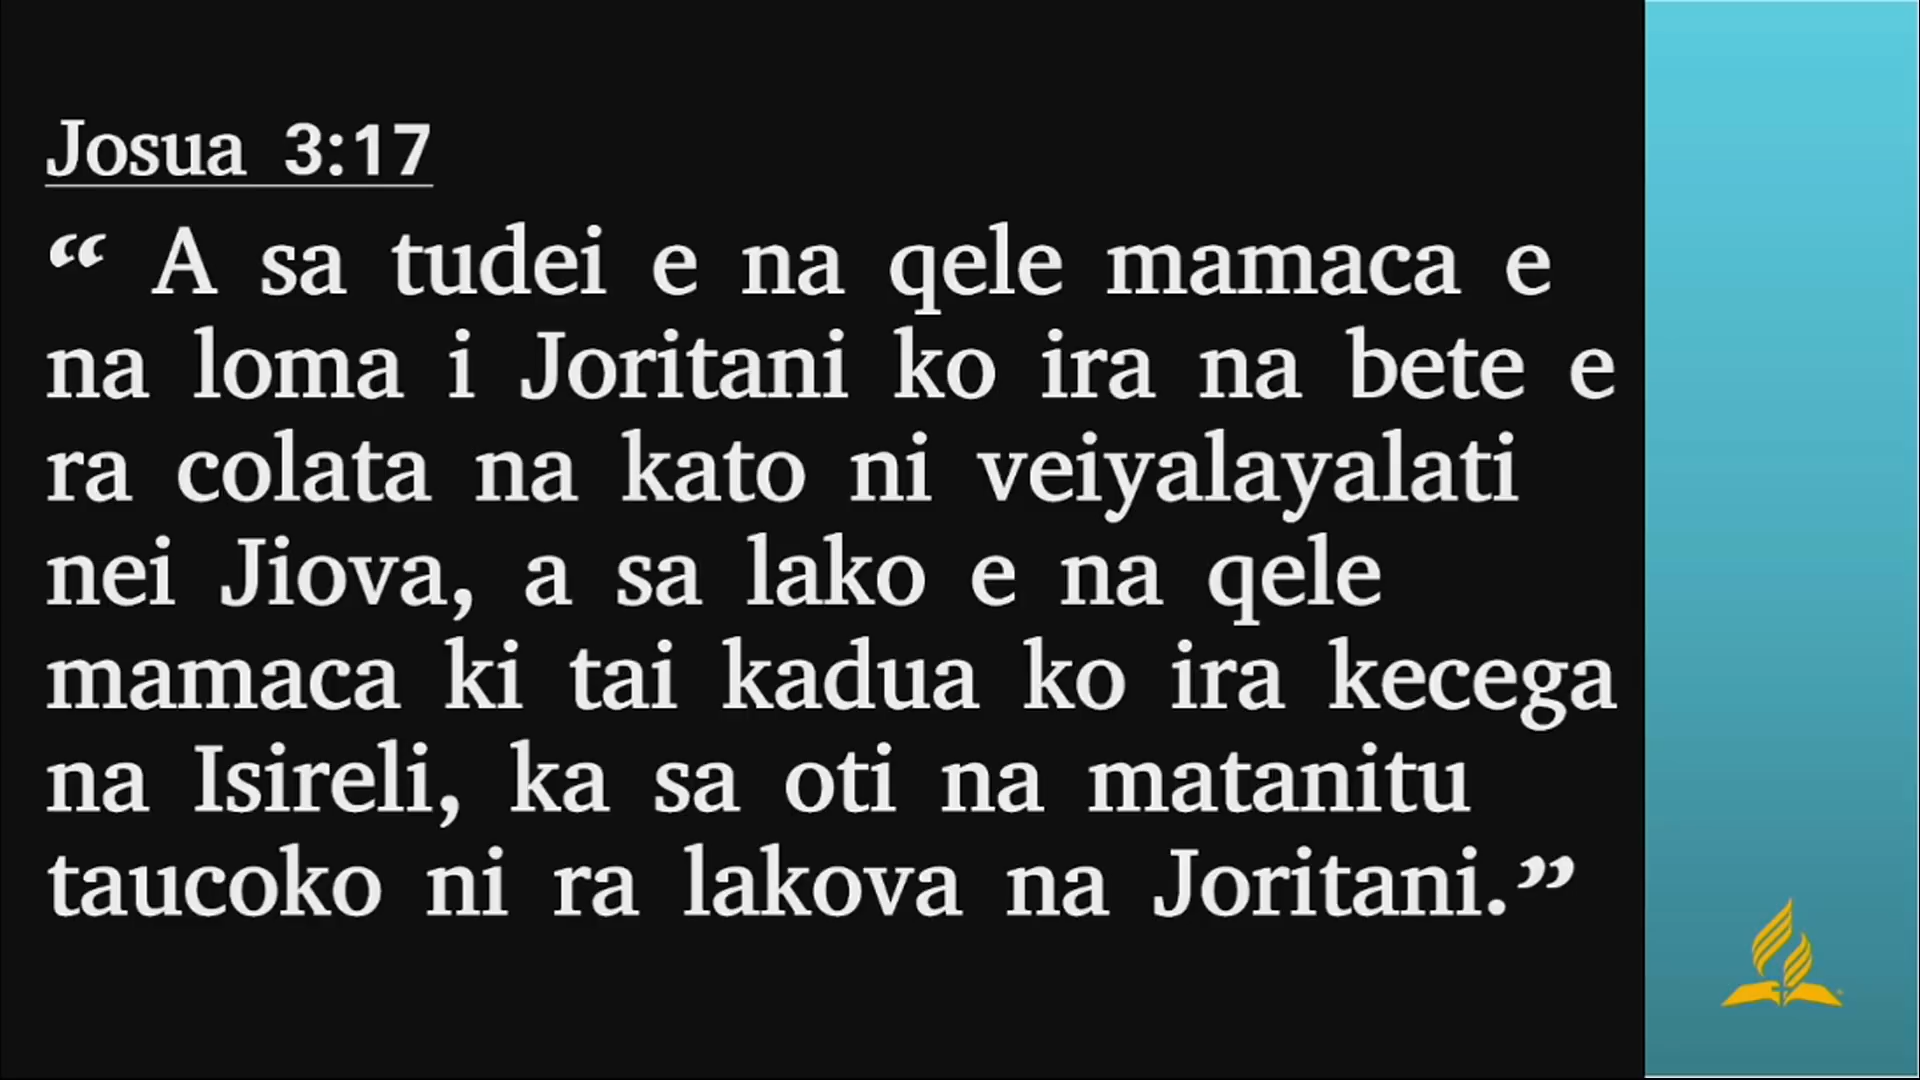 Josua 3:17
“ A sa tudei e na qele mamaca e
na loma i Joritani ko ira na bete e
ra colata na kato ni veiyalayalati
nei Jiova, a sa lako e na qele
mamaca ki tai kadua ko ira kecega
na Isireli, ka sa oti na matanitu
taucoko ni ra lakova na Joritani.”